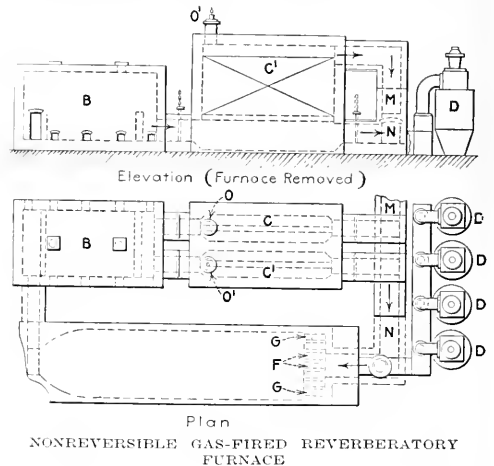 O'
B
C'
M
N
D
Elevation (Furnace Removed)
O
M
B
C
C'
O'
D
D
D
D
N
G
F
G
Plan
NONREVERSIBLE GAS-FIRED REVERBERATORY
FURNACE